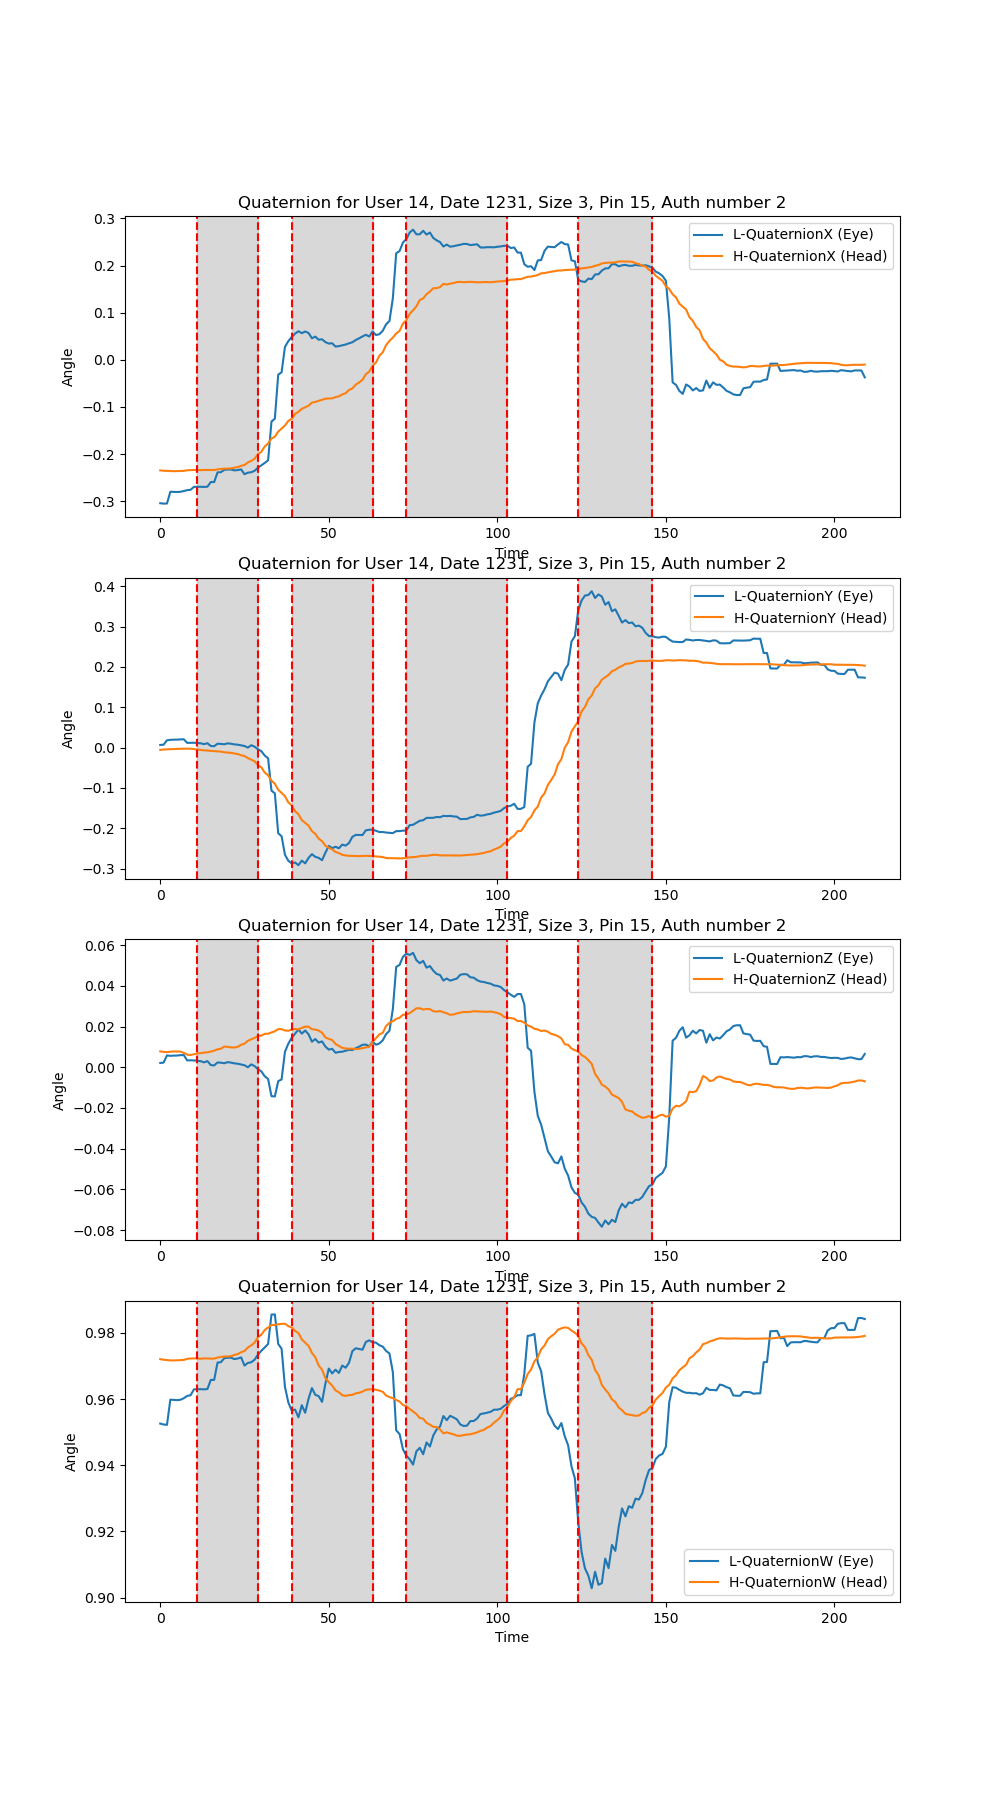 Quaternion for User 14, Date 1231, Size 3, Pin 15, Auth number 2
0.3
0.2
0.1
0.0
−0.1
−0.2
−0.3
Angle
L-QuaternionX (Eye)
H-QuaternionX (Head)
0 50 100 150 200
Time
Quaternion for User 14, Date 1231, Size 3, Pin 15, Auth number 2
0.4
0.3
0.2
0.1
0.0
−0.1
−0.2
−0.3
Angle
L-QuaternionY (Eye)
H-QuaternionY (Head)
0 50 100 150 200
Time
Quaternion for User 14, Date 1231, Size 3, Pin 15, Auth number 2
0.06
0.04
0.02
0.00
−0.02
−0.04
−0.06
−0.08
Angle
L-QuaternionZ (Eye)
H-QuaternionZ (Head)
0 50 100 150 200
Time
Quaternion for User 14, Date 1231, Size 3, Pin 15, Auth number 2
0.98
0.96
0.94
0.92
0.90
Angle
L-QuaternionW (Eye)
H-QuaternionW (Head)
0 50 100 150 200
Time